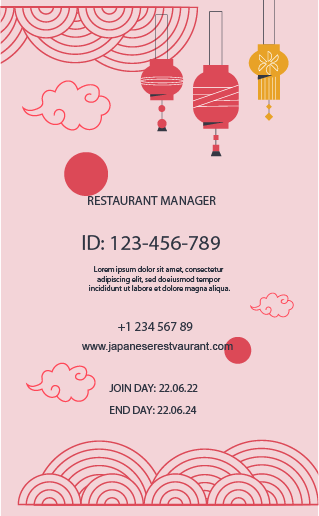 RESTAURANT MANAGER
ID: 123-456-789
Lorem ipsum dolor sit amet, consectetur
adipiscing elit, sed doeiusmod tempor
incididunt ut labore et dolore magna aliqua.
+1 234 567 89
www.japaneserestvaurant.com
JOIN DAY: 22.06.22
END DAY: 22.06.24